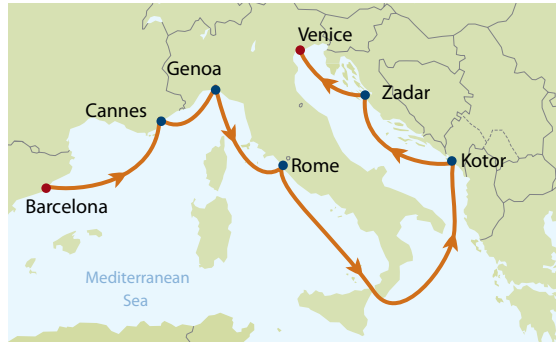 Venice
Genoa
Zadar
Cannes
Rome
Kotor
Barcelona
Mediterranean
Sea